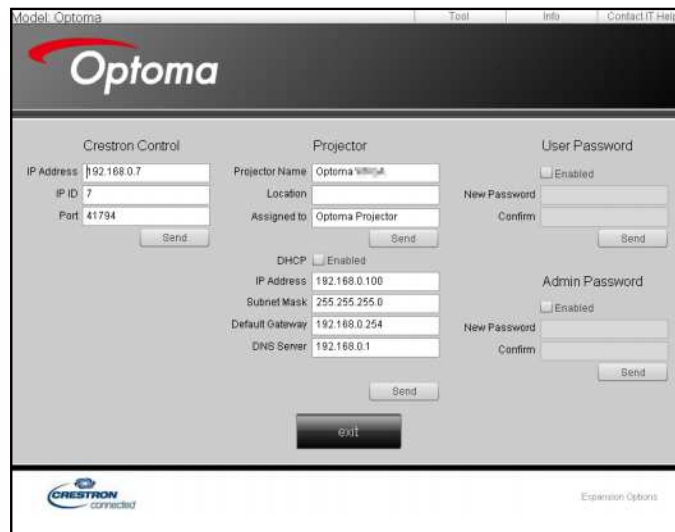 Model: Optoma
Tool
Info
Contact IT Help
Optoma
Crestron Control
IP Address 192.168.0.7
IP ID 7
Port 41794
Send
Projector
Projector Name Optoma
Location
Assigned to Optoma Projector
Send
DHCP Enabled
IP Address 192.168.0.100
Subnet Mask 255.255.255.0
Default Gateway 192.168.0.254
DNS Server 192.168.0.1
Send
User Password
Enabled
New Password
Confirm
Send
Admin Password
Enabled
New Password
Confirm
Send
exit
CRESTRON
connected
Expansion Options